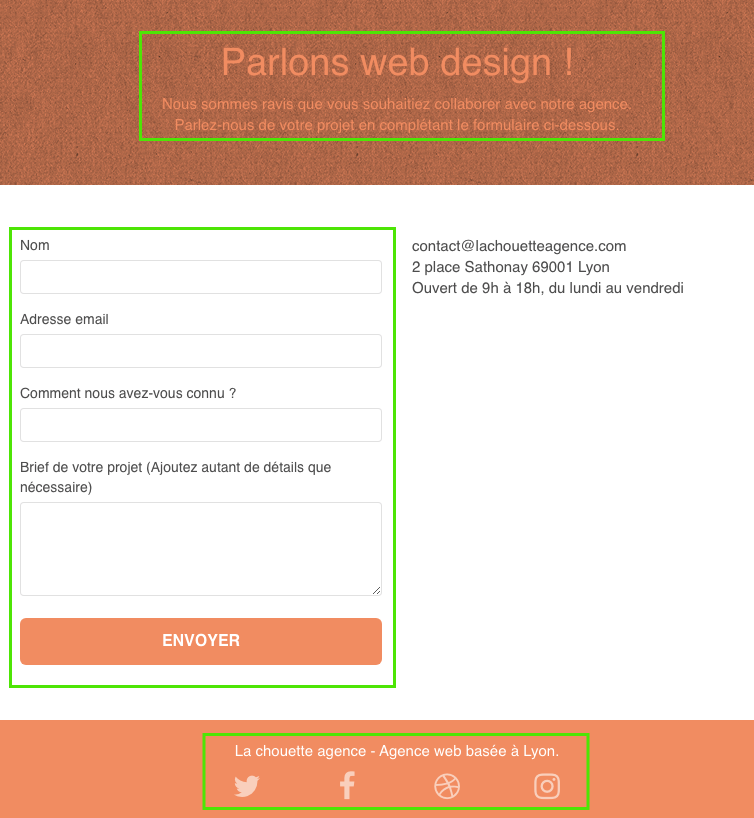 Parlons web design !
Nous sommes ravis que vous souhaitiez collaborer avec notre agence.
Parlez-nous de votre projet en complétant le formulaire ci-dessous.
Nom
Adresse email
Comment nous avez-vous connu ?
Brief de votre projet (Ajoutez autant de détails que
nécessaire)
ENVOYER
contact@lachouetteagence.com
2 place Sathonay 69001 Lyon
Ouvert de 9h à 18h, du lundi au vendredi
La chouette agence - Agence web basée à Lyon.